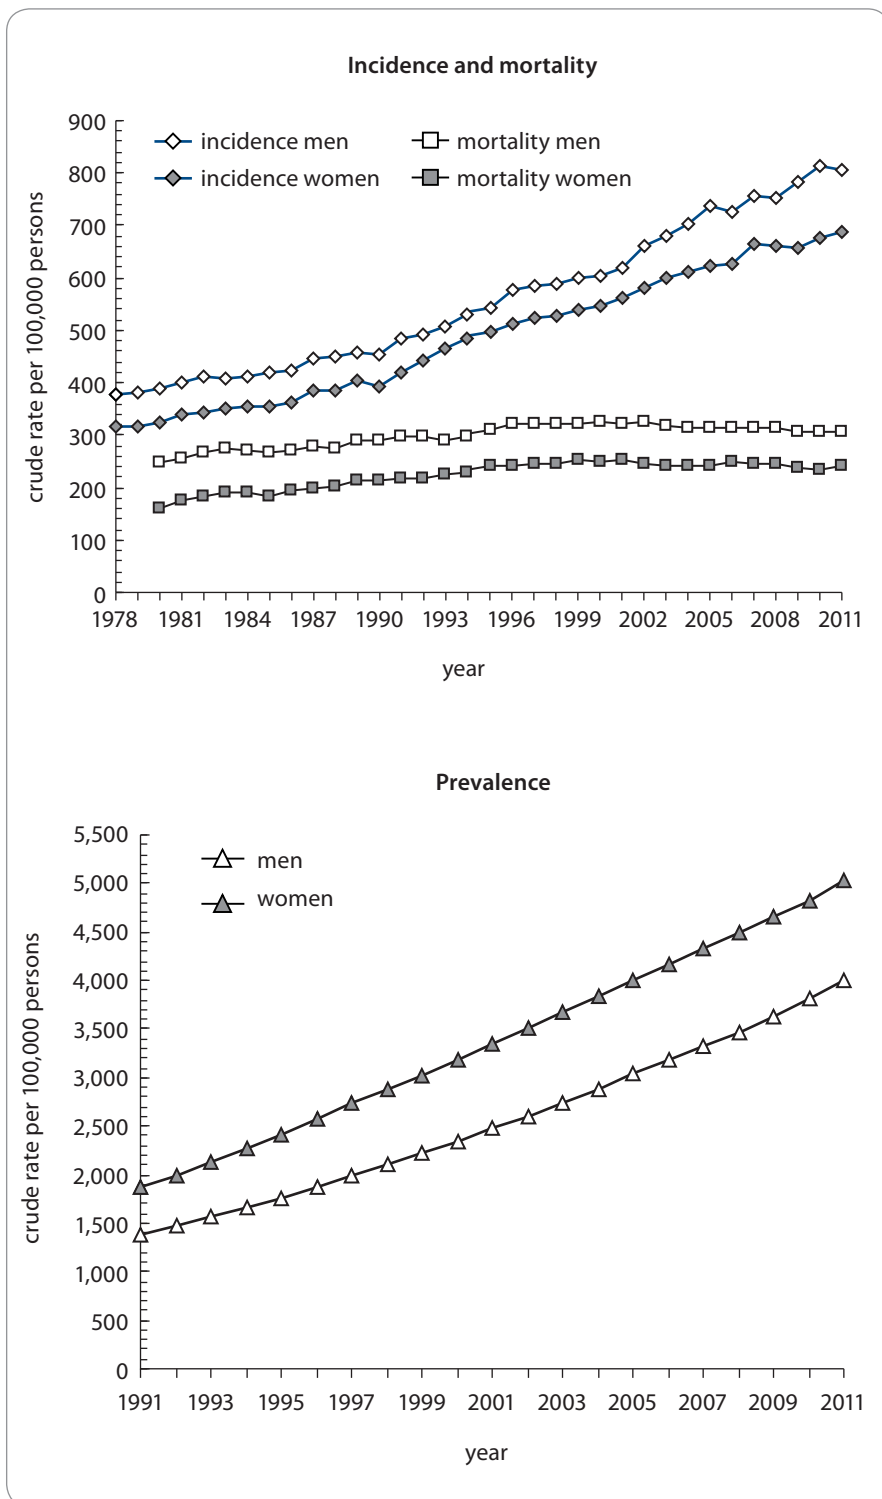 Incidence and mortality
incidence men
mortality men
incidence women
mortality women
crude rate per 100,000 persons
900
800
700
600
500
400
300
200
100
0
1978 1981 1984 1987 1990 1993 1996 1999 2002 2005 2008 2011
year
Prevalence
men
women
crude rate per 100,000 persons
5,500
5,000
4,500
4,000
3,500
3,000
2,500
2,000
1,500
1,000
500
0
1991 1993 1995 1997 1999 2001 2003 2005 2007 2009 2011
year